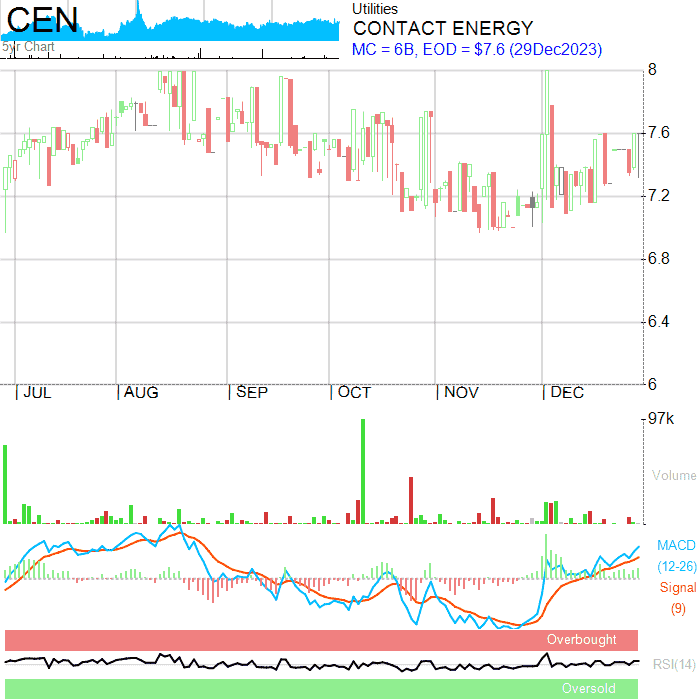 CEN
5yr Chart
Utilities
CONTACT ENERGY
MC = 6B, EOD = $7.6 (29Dec2023)
8
7.6
7.2
6.8
6.4
6
JUL AUG SEP OCT NOV DEC
97k
Volume
MACD
(12-26)
Signal
(9)
Overbought
RSI(14)
Oversold